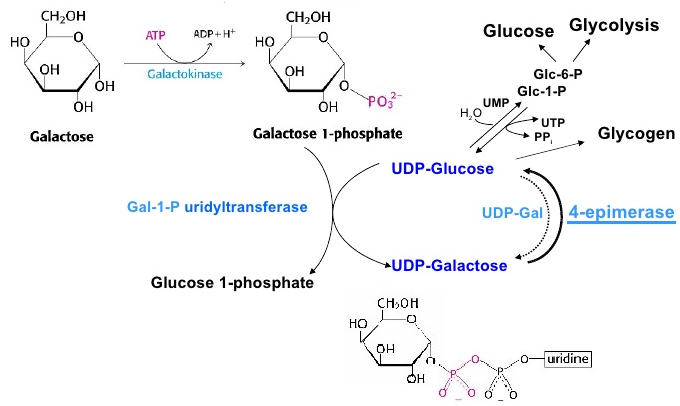 CH₂OH
HO
O
OH
OH
OH
Galactose
ATP
ADP + H⁺
Galactokinase
CH₂OH
HO
O
OH
O
OH
PO₃²⁻
Galactose 1-phosphate
Glucose
Glycolysis
Glc-6-P
Glc-1-P
H₂O
UMP
UTP
PPᵢ
Glycogen
UDP-Glucose
Gal-1-P uridyltransferase
UDP-Gal
4-epimerase
Glucose 1-phosphate
UDP-Galactose
CH₂OH
HO
O
OH
O
OH
P
O
P
O
uridine
O
O
O
O